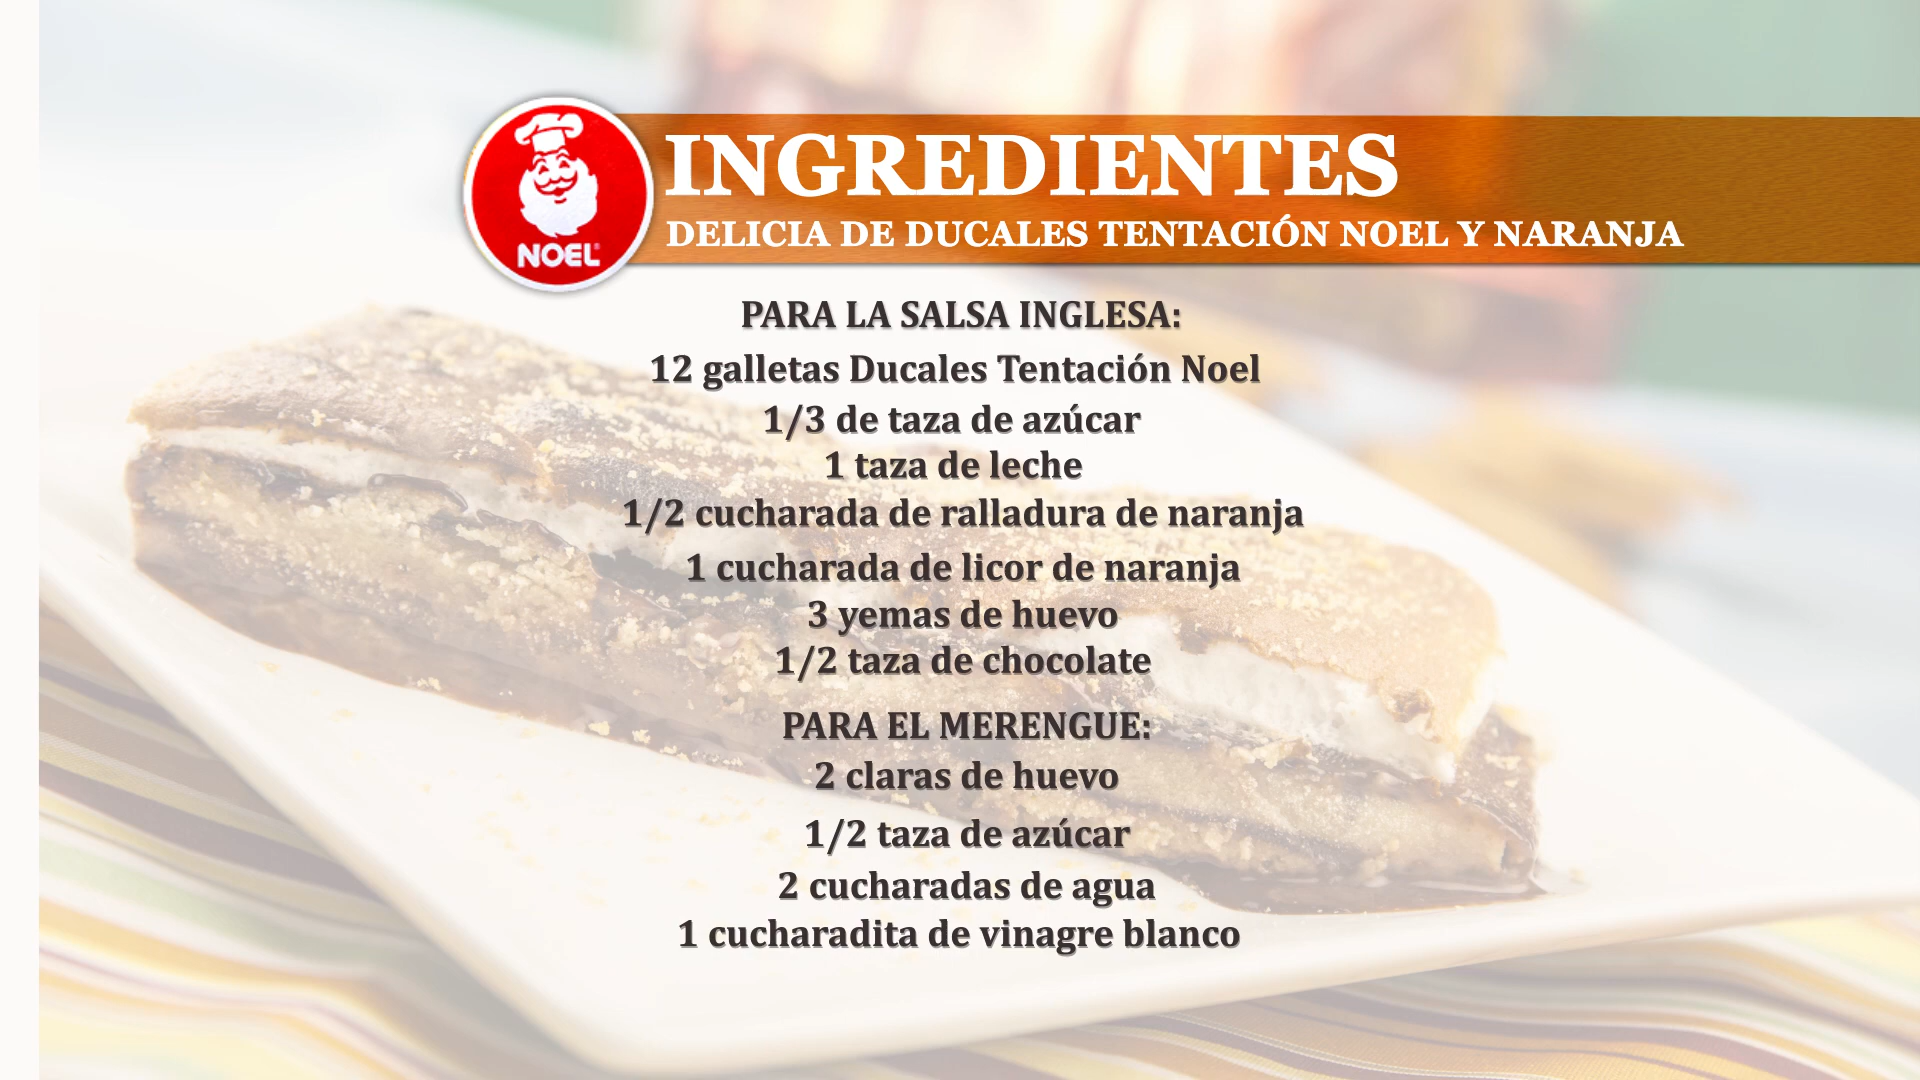 NOEL
INGREDIENTES
DELICIA DE DUCALES TENTACIÓN NOEL Y NARANJA
PARA LA SALSA INGLESA:
12 galletas Ducales Tentación Noel
1/3 de taza de azúcar
1 taza de leche
1/2 cucharada de ralladura de naranja
1 cucharada de licor de naranja
3 yemas de huevo
1/2 taza de chocolate
PARA EL MERENGUE:
2 claras de huevo
1/2 taza de azúcar
2 cucharadas de agua
1 cucharadita de vinagre blanco